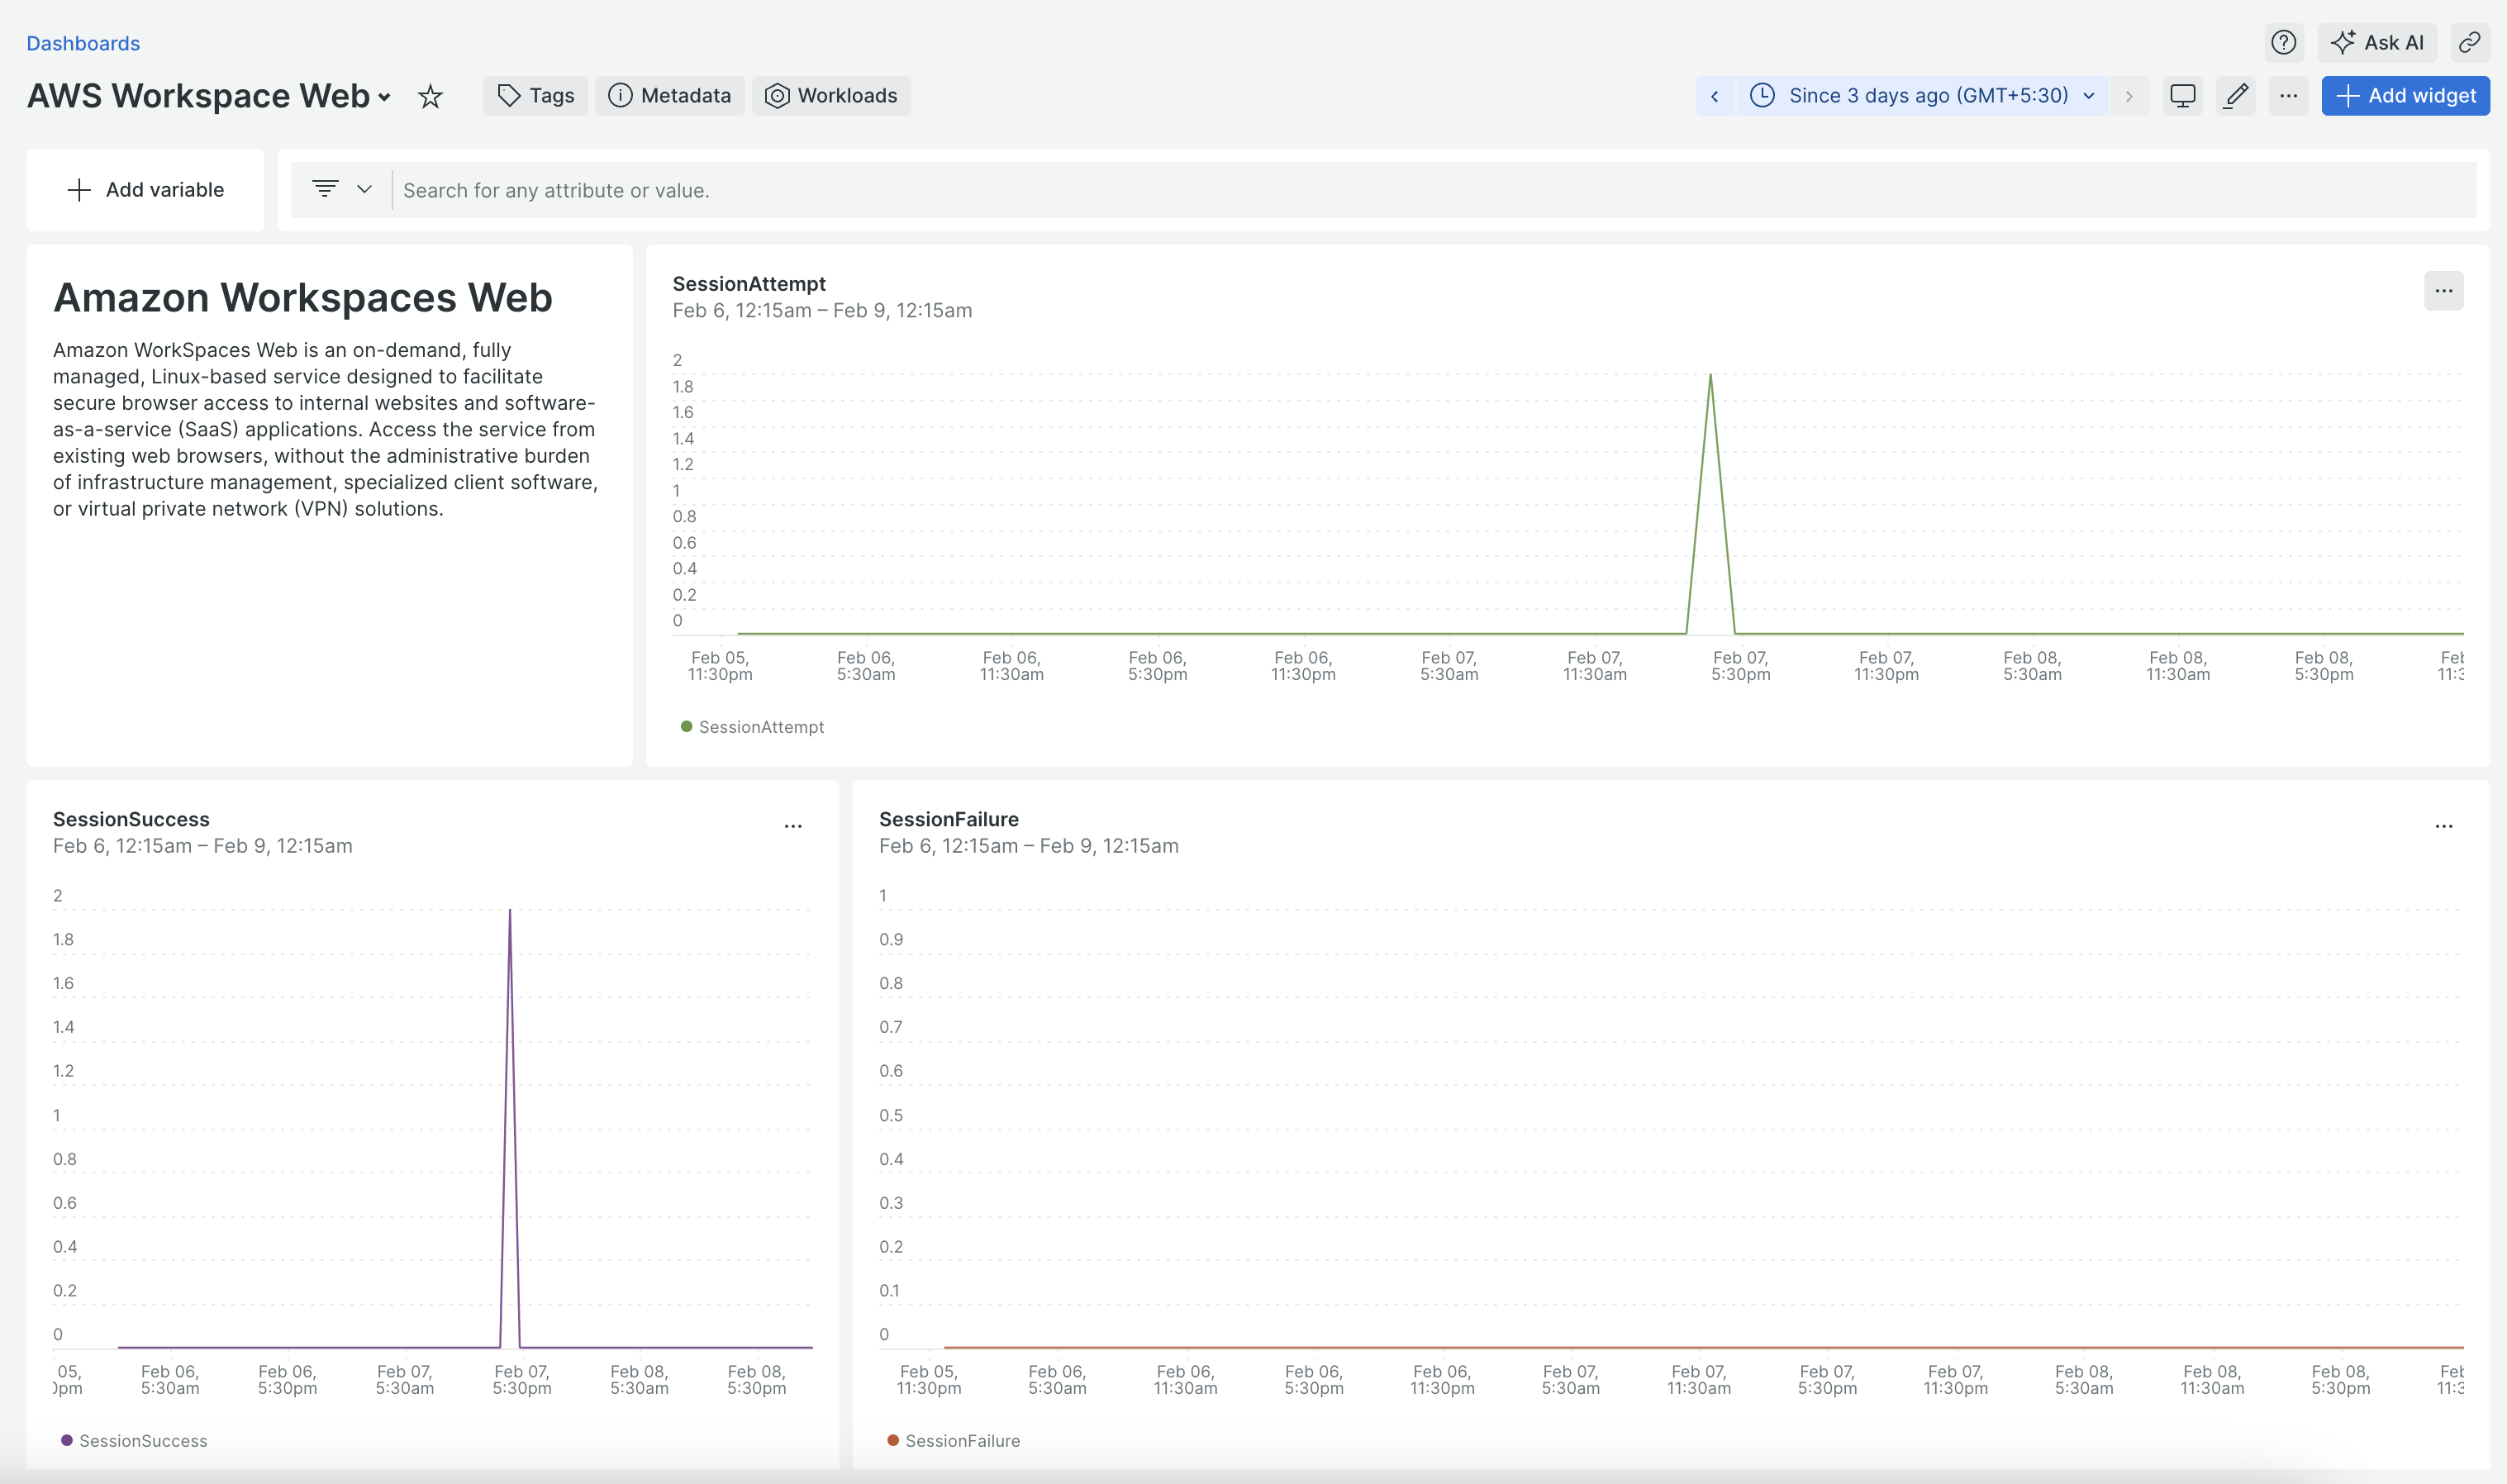 Dashboards
Ask AI
AWS Workspace Web
Tags
Metadata
Workloads
Since 3 days ago (GMT+5:30)
Add widget
Add variable
Search for any attribute or value.
Amazon Workspaces Web
Amazon WorkSpaces Web is an on-demand, fully
managed, Linux-based service designed to facilitate
secure browser access to internal websites and software-
as-a-service (SaaS) applications. Access the service from
existing web browsers, without the administrative burden
of infrastructure management, specialized client software,
or virtual private network (VPN) solutions.
SessionAttempt
Feb 6, 12:15am – Feb 9, 12:15am
2
1.8
1.6
1.4
1.2
1
0.8
0.6
0.4
0.2
0
Feb 05, Feb 06, Feb 06, Feb 06, Feb 06, Feb 07, Feb 07, Feb 07, Feb 07, Feb 08, Feb 08, Feb 08, Feb
11:30pm 5:30am 11:30am 5:30pm 11:30pm 5:30am 11:30am 5:30pm 11:30pm 5:30am 11:30am 5:30pm 11:3
SessionAttempt
SessionSuccess
Feb 6, 12:15am – Feb 9, 12:15am
2
1.8
1.6
1.4
1.2
1
0.8
0.6
0.4
0.2
0
05, Feb 06, Feb 06, Feb 07, Feb 07, Feb 08, Feb 08,
pm 5:30am 5:30pm 5:30am 5:30pm 5:30am 5:30pm
SessionSuccess
SessionFailure
Feb 6, 12:15am – Feb 9, 12:15am
1
0.9
0.8
0.7
0.6
0.5
0.4
0.3
0.2
0.1
0
Feb 05, Feb 06, Feb 06, Feb 06, Feb 06, Feb 07, Feb 07, Feb 07, Feb 07, Feb 08, Feb 08, Feb 08, Feb
11:30pm 5:30am 11:30am 5:30pm 11:30pm 5:30am 11:30am 5:30pm 11:30pm 5:30am 11:30am 5:30pm 11:3
SessionFailure